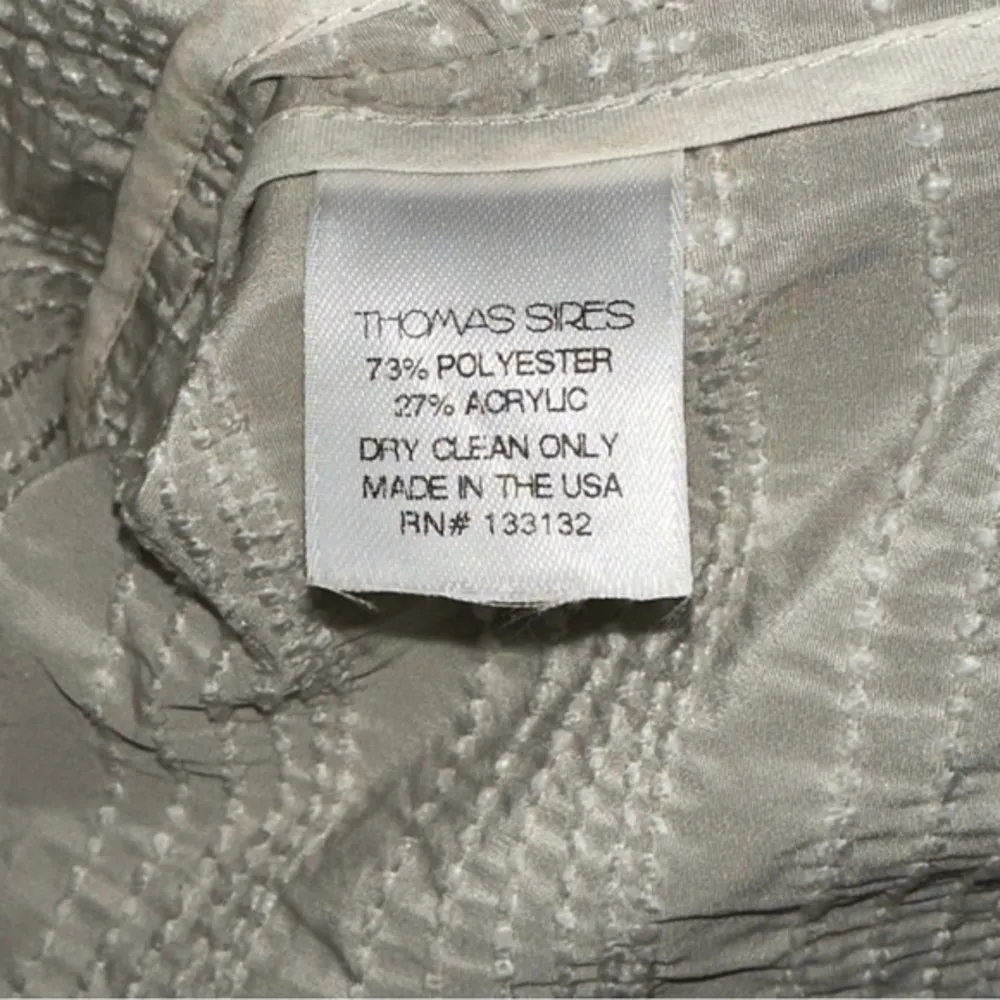 THOMAS SIRES
73% POLYESTER
27% ACRYLIC
DRY CLEAN ONLY
MADE IN THE USA
RN# 133132